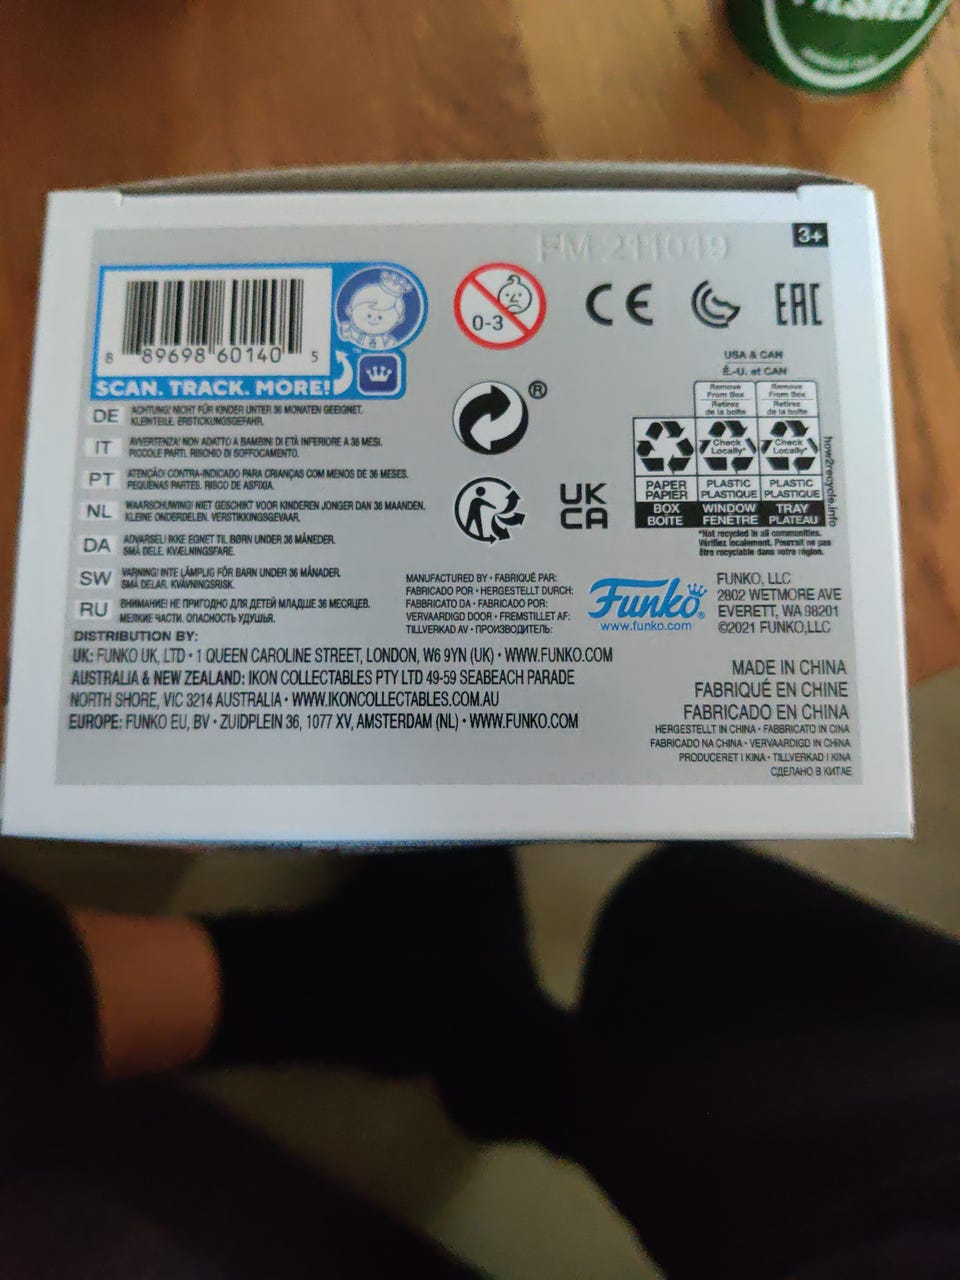 PILSNER
FM-211019
3+
8 89698 60140 5
SCAN. TRACK. MORE!
™
0-3
CE
EAC
®
UK
CA
USA & CAN
É.-U. et CAN
Remove From Box
Retirez de la boîte
Remove From Box
Retirez de la boîte
Check Locally*
Check Locally*
PAPER
PAPIER
PLASTIC
PLASTIQUE
PLASTIC
PLASTIQUE
BOX
BOÎTE
WINDOW
FENÊTRE
TRAY
PLATEAU
how2recycle.info
*Not recycled in all communities.
Vérifiez localement. Pourrait ne pas
être recyclable dans votre région.
DE ACHTUNG! NICHT FÜR KINDER UNTER 36 MONATEN GEEIGNET.
KLEINTEILE. ERSTICKUNGSGEFAHR.
IT AVVERTENZA! NON ADATTO A BAMBINI DI ETÀ INFERIORE A 36 MESI.
PICCOLE PARTI. RISCHIO DI SOFFOCAMENTO.
PT ATENÇÃO! CONTRA-INDICADO PARA CRIANÇAS COM MENOS DE 36 MESES.
PEQUENAS PARTES. RISCO DE ASFIXIA.
NL WAARSCHUWING! NIET GESCHIKT VOOR KINDEREN JONGER DAN 36 MAANDEN.
KLEINE ONDERDELEN. VERSTIKKINGSGEVAAR.
DA ADVARSEL! IKKE EGNET TIL BØRN UNDER 36 MÅNEDER.
SMÅ DELE. KVÆLNINGSFARE.
SW VARNING! INTE LÄMPLIG FÖR BARN UNDER 36 MÅNADER.
SMÅ DELAR. KVÄVNINGSRISK.
RU ВНИМАНИЕ! НЕ ПРИГОДНО ДЛЯ ДЕТЕЙ МЛАДШЕ 36 МЕСЯЦЕВ.
МЕЛКИЕ ЧАСТИ. ОПАСНОСТЬ УДУШЬЯ.
MANUFACTURED BY • FABRIQUÉ PAR:
FABRICADO POR • HERGESTELLT DURCH:
FABBRICATO DA • FABRICADO POR:
VERVAARDIGD DOOR • FREMSTILLET AF:
TILLVERKAD AV • ПРОИЗВОДИТЕЛЬ:
Funko®
www.funko.com
FUNKO, LLC
2802 WETMORE AVE
EVERETT, WA 98201
©2021 FUNKO,LLC
DISTRIBUTION BY:
UK: FUNKO UK, LTD • 1 QUEEN CAROLINE STREET, LONDON, W6 9YN (UK) • WWW.FUNKO.COM
AUSTRALIA & NEW ZEALAND: IKON COLLECTABLES PTY LTD 49-59 SEABEACH PARADE
NORTH SHORE, VIC 3214 AUSTRALIA • WWW.IKONCOLLECTABLES.COM.AU
EUROPE: FUNKO EU, BV • ZUIDPLEIN 36, 1077 XV, AMSTERDAM (NL) • WWW.FUNKO.COM
MADE IN CHINA
FABRIQUÉ EN CHINE
FABRICADO EN CHINA
HERGESTELLT IN CHINA • FABBRICATO IN CINA
FABRICADO NA CHINA • VERVAARDIGD IN CHINA
PRODUCERET I KINA • TILLVERKAD I KINA
СДЕЛАНО В КИТАЕ